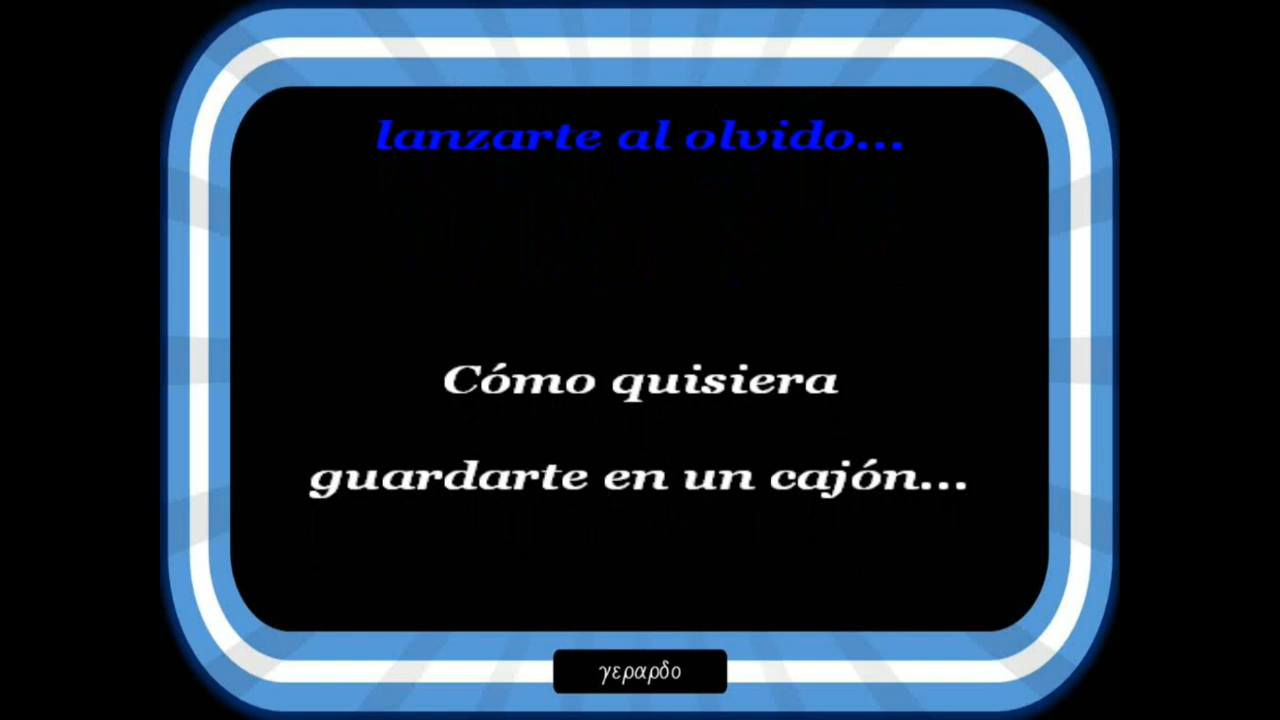 lanzarte al olvido...
Cómo quisiera
guardarte en un cajón...
γεραρδο